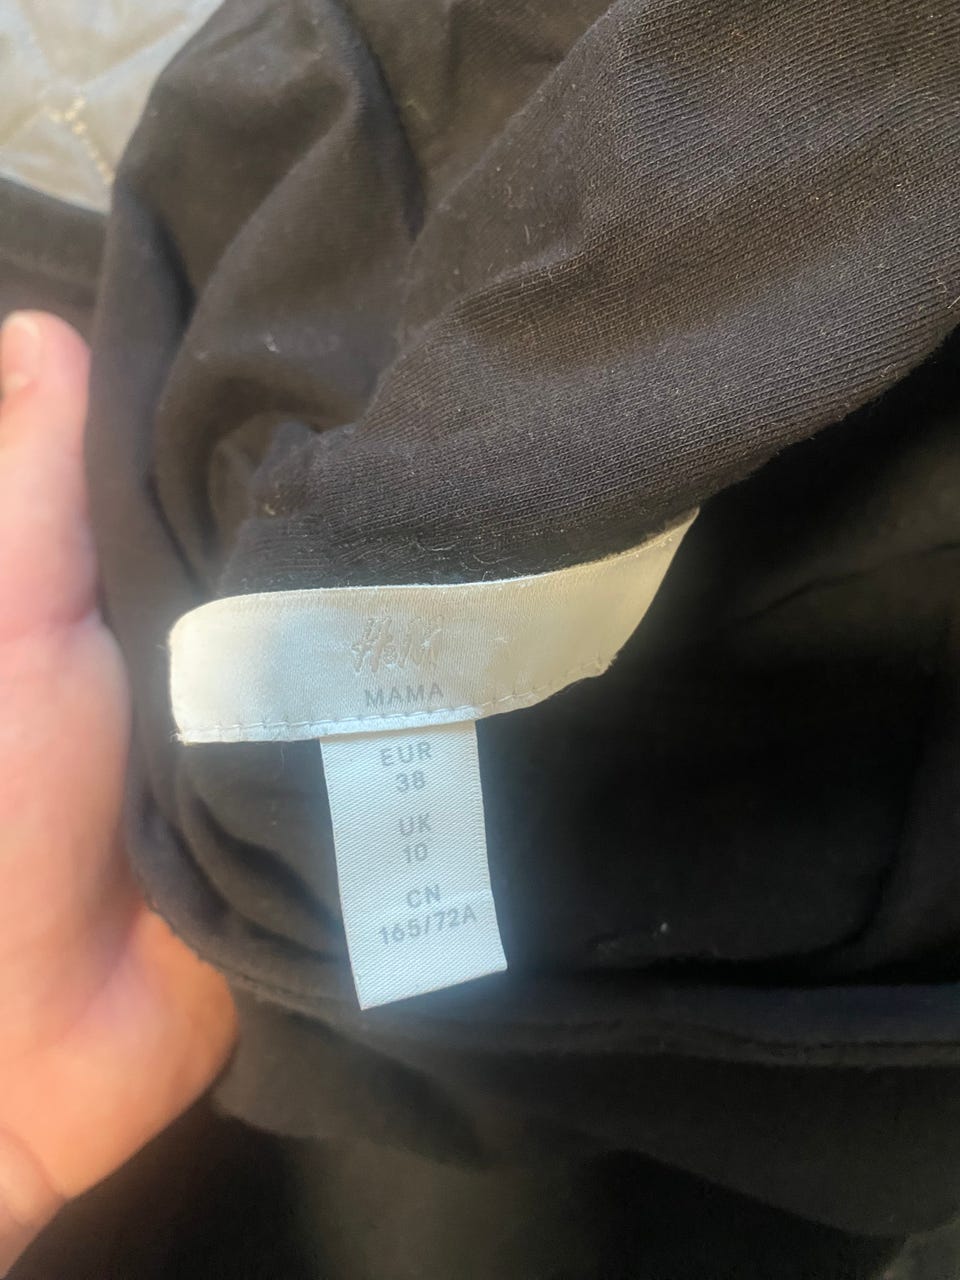 H&M
MAMA
EUR
38
UK
10
CN
165/72A